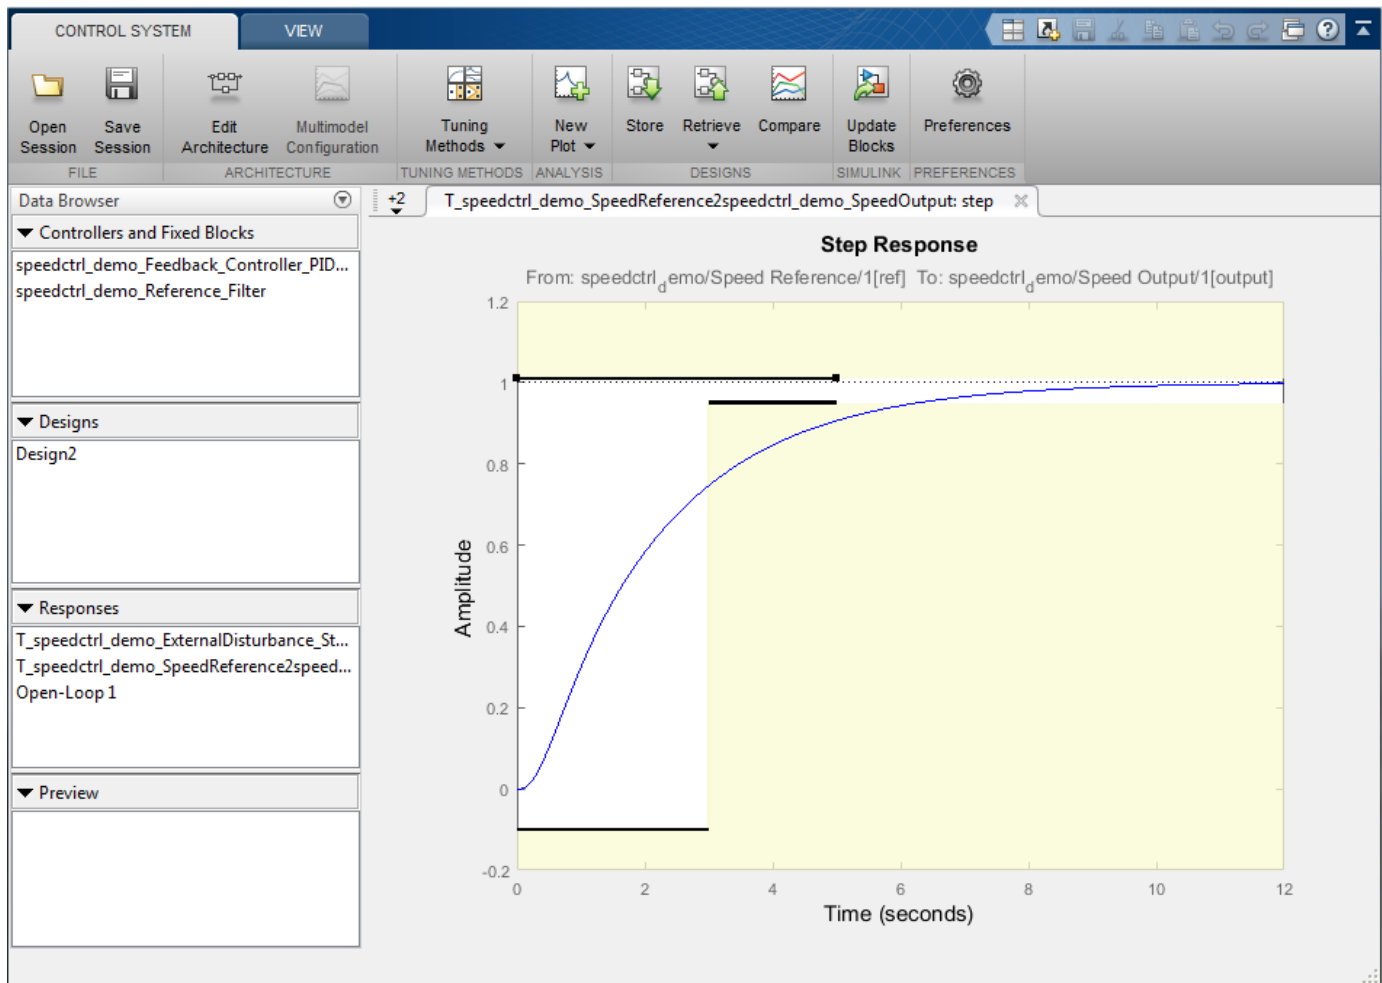 CONTROL SYSTEM
VIEW
Open Session
Save Session
Edit Architecture
Multimodel Configuration
Tuning Methods
New Plot
Store
Retrieve
Compare
Update Blocks
Preferences
FILE
ARCHITECTURE
TUNING METHODS
ANALYSIS
DESIGNS
SIMULINK
PREFERENCES
Data Browser
+2
T_speedctrl_demo_SpeedReference2speedctrl_demo_SpeedOutput: step
Controllers and Fixed Blocks
speedctrl_demo_Feedback_Controller_PID...
speedctrl_demo_Reference_Filter
Designs
Design2
Responses
T_speedctrl_demo_ExternalDisturbance_St...
T_speedctrl_demo_SpeedReference2speed...
Open-Loop 1
Preview
Step Response
From: speedctrl_demo/Speed Reference/1[ref] To: speedctrl_demo/Speed Output/1[output]
Amplitude
1.2
1
0.8
0.6
0.4
0.2
0
-0.2
0
2
4
6
8
10
12
Time (seconds)